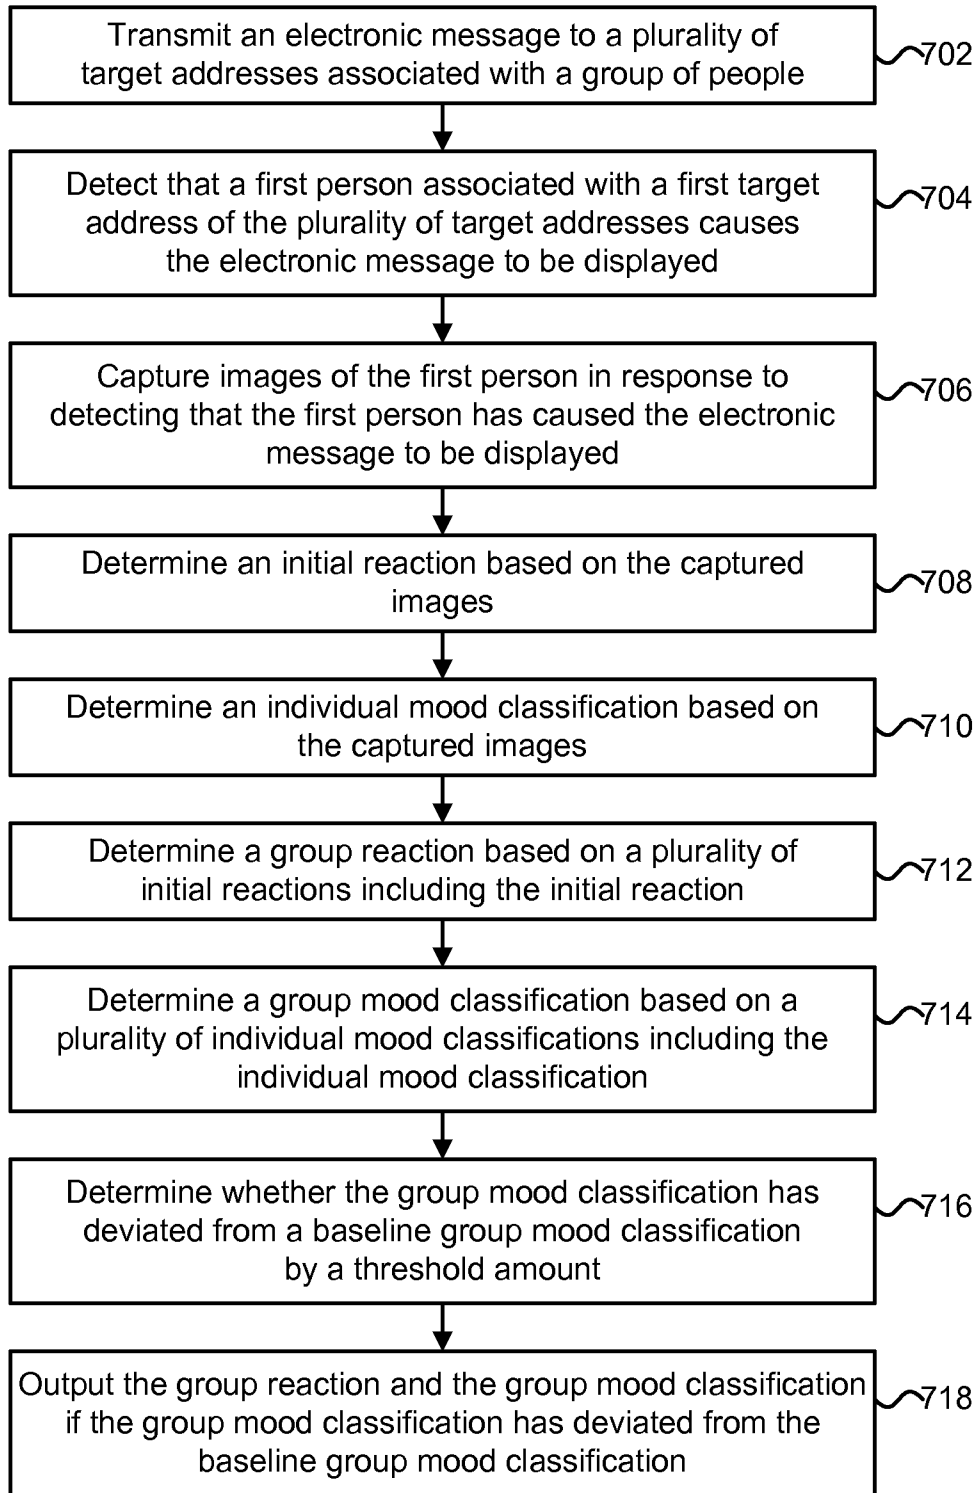 Transmit an electronic message to a plurality of
target addresses associated with a group of people
702
Detect that a first person associated with a first target
address of the plurality of target addresses causes
the electronic message to be displayed
704
Capture images of the first person in response to
detecting that the first person has caused the electronic
message to be displayed
706
Determine an initial reaction based on the captured
images
708
Determine an individual mood classification based on
the captured images
710
Determine a group reaction based on a plurality of
initial reactions including the initial reaction
712
Determine a group mood classification based on a
plurality of individual mood classifications including the
individual mood classification
714
Determine whether the group mood classification has
deviated from a baseline group mood classification
by a threshold amount
716
Output the group reaction and the group mood classification
if the group mood classification has deviated from the
baseline group mood classification
718